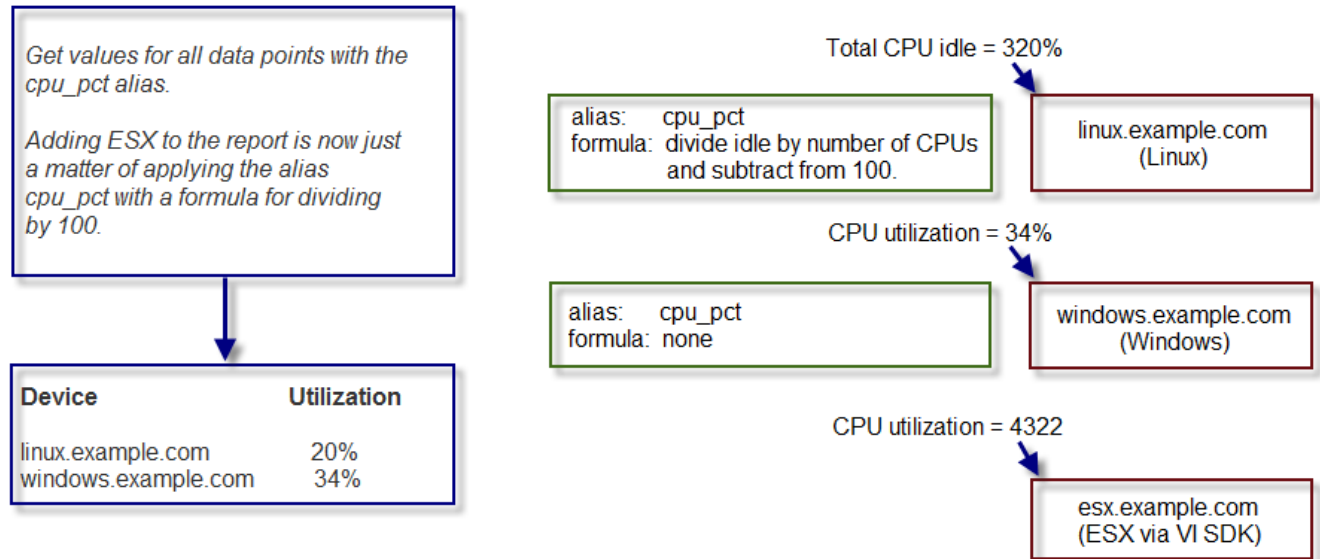 Get values for all data points with the
cpu_pct alias.
Adding ESX to the report is now just
a matter of applying the alias
cpu_pct with a formula for dividing
by 100.
Device Utilization
linux.example.com 20%
windows.example.com 34%
Total CPU idle = 320%
alias: cpu_pct
formula: divide idle by number of CPUs
and subtract from 100.
linux.example.com
(Linux)
CPU utilization = 34%
alias: cpu_pct
formula: none
windows.example.com
(Windows)
CPU utilization = 4322
esx.example.com
(ESX via VI SDK)